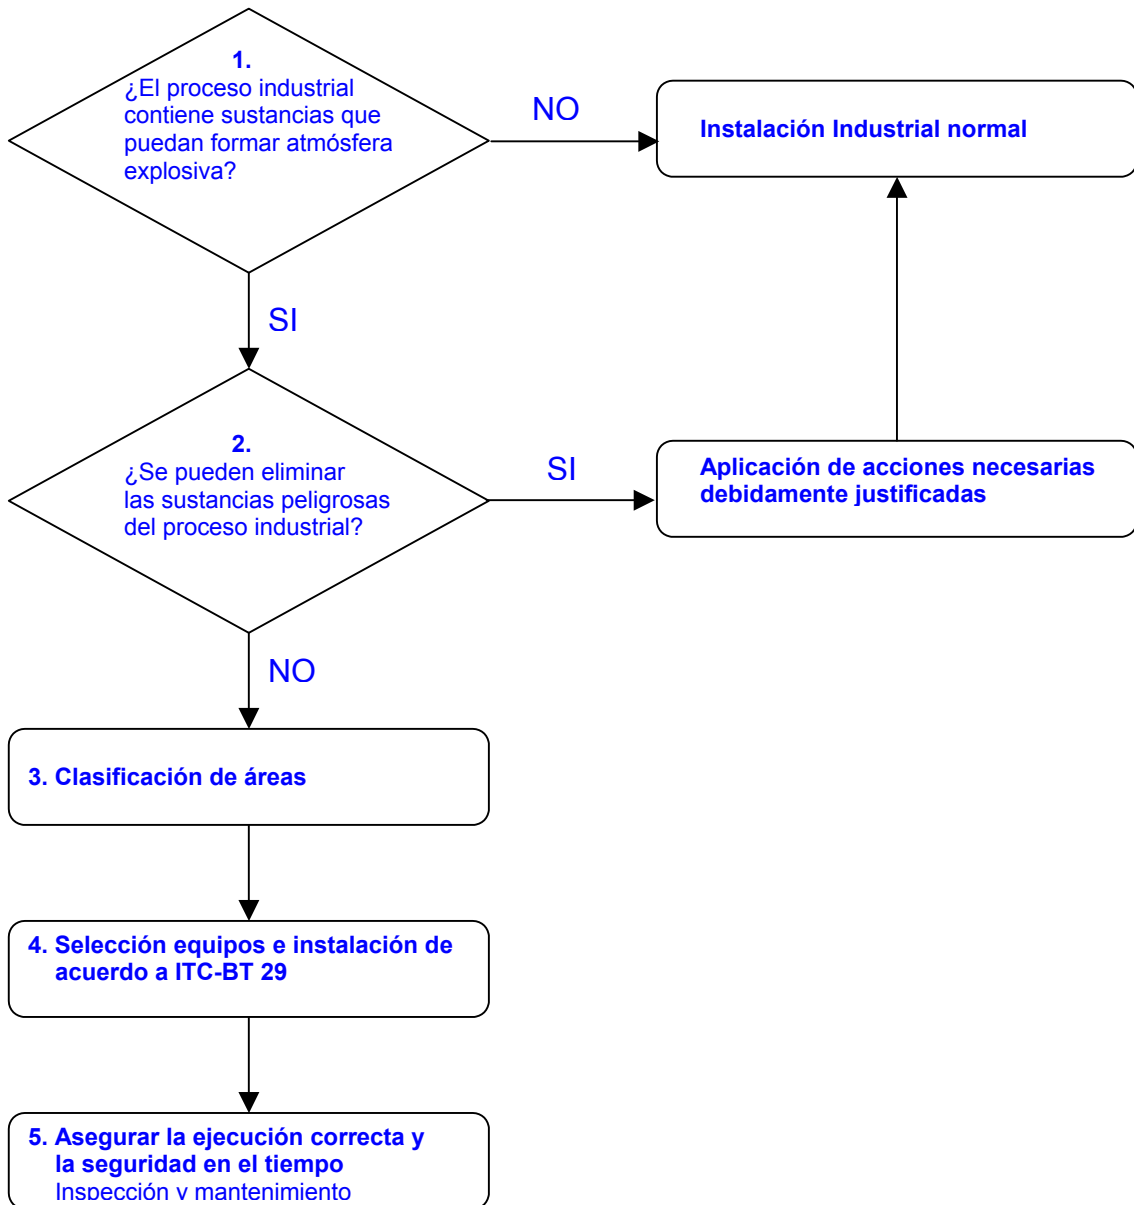 1.
¿El proceso industrial
contiene sustancias que
puedan formar atmósfera
explosiva?
NO
Instalación Industrial normal
SI
2.
¿Se pueden eliminar
las sustancias peligrosas
del proceso industrial?
SI
Aplicación de acciones necesarias
debidamente justificadas
NO
3. Clasificación de áreas
4. Selección equipos e instalación de
acuerdo a ITC-BT 29
5. Asegurar la ejecución correcta y
la seguridad en el tiempo
Inspección y mantenimiento